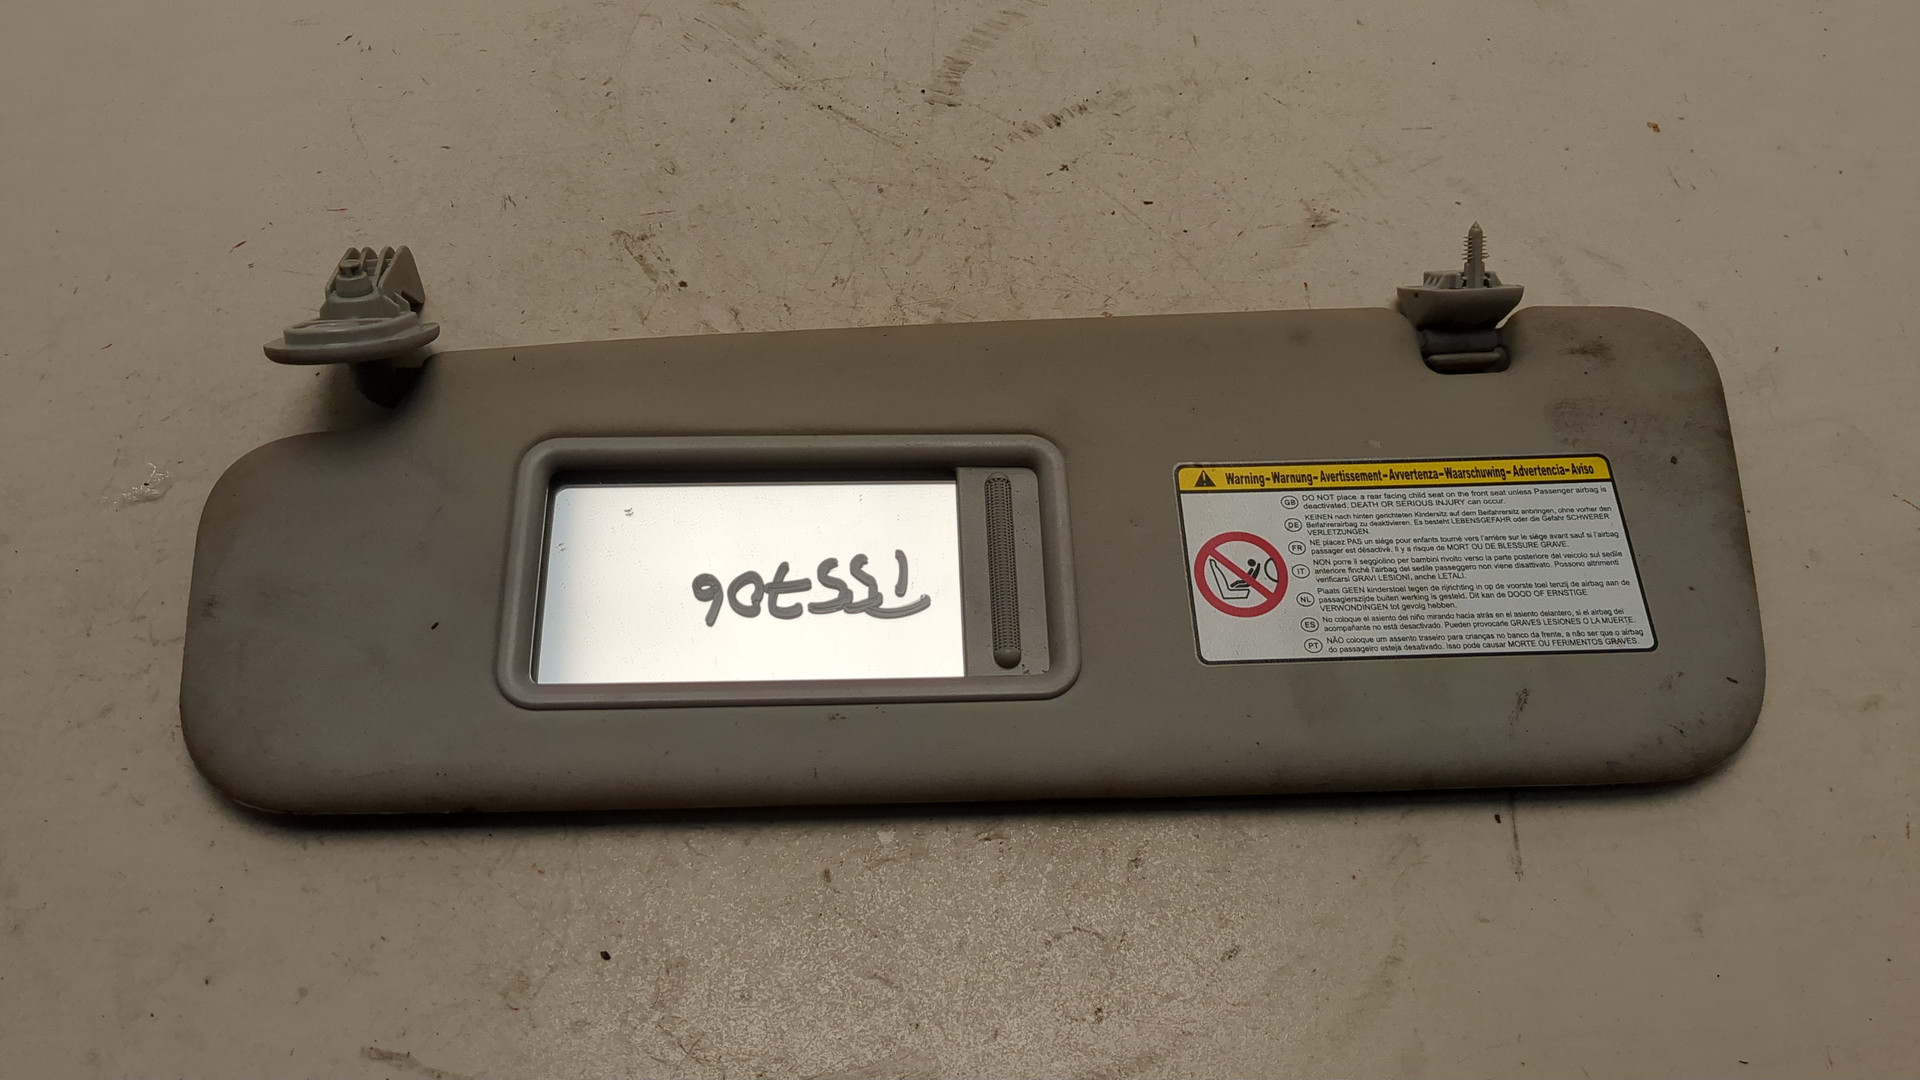 Warning-Warnung-Avertissement-Avvertenza-Waarschuwing-Advertencia-Aviso
GB DO NOT place a rear facing child seat on the front seat unless Passenger airbag is
deactivated. DEATH OR SERIOUS INJURY can occur.
DE KEINEN nach hinten gerichteten Kindersitz auf dem Beifahrersitz anbringen, ohne vorher den
Beifahrerairbag zu deaktivieren. Es besteht LEBENSGEFAHR oder die Gefahr SCHWERER
VERLETZUNGEN.
FR NE placez PAS un siège pour enfants tourné vers l'arrière sur le siège avant sauf si l'airbag
passager est désactivé. Il y a risque de MORT OU DE BLESSURE GRAVE.
IT NON porre il seggiolino per bambini rivolto verso la parte posteriore del veicolo sul sedile
anteriore finché l'airbag del sedile passeggero non viene disattivato. Possono altrimenti
verificarsi GRAVI LESIONI, anche LETALI.
NL Plaats GEEN kinderstoel tegen de rijrichting in op de voorste stoel tenzij de airbag aan de
passagierszijde buiten werking is gesteld. Dit kan de DOOD OF ERNSTIGE
VERWONDINGEN tot gevolg hebben.
ES No coloque el asiento del niño mirando hacia atrás en el asiento delantero, si el airbag del
acompañante no está desactivado. Pueden provocarle GRAVES LESIONES O LA MUERTE.
PT NÃO coloque um assento traseiro para crianças no banco da frente, a não ser que o airbag
do passageiro esteja desativado. Isso pode causar MORTE OU FERIMENTOS GRAVES.